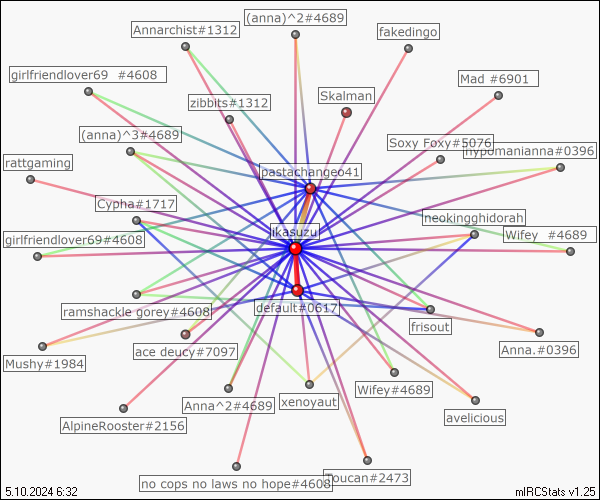 (anna)^2#4689
Annarchist#1312
fakedingo
girlfriendlover69 #4608
Mad #6901
Skalman
zibbits#1312
(anna)^3#4689
Soxy Foxy#5076
hypomanianna#0396
rattgaming
pastachangeo41
Cypha#1717
neokingghidorah
ikasuzu
Wifey #4689
girlfriendlover69#4608
ramshackle gorey#4608
default#0617
frisout
ace deucy#7097
Anna.#0396
Mushy#1984
Wifey#4689
Anna^2#4689
xenoyaut
avelicious
AlpineRooster#2156
no cops no laws no hope#4608
Toucan#2473
5.10.2024 6:32
mIRCStats v1.25